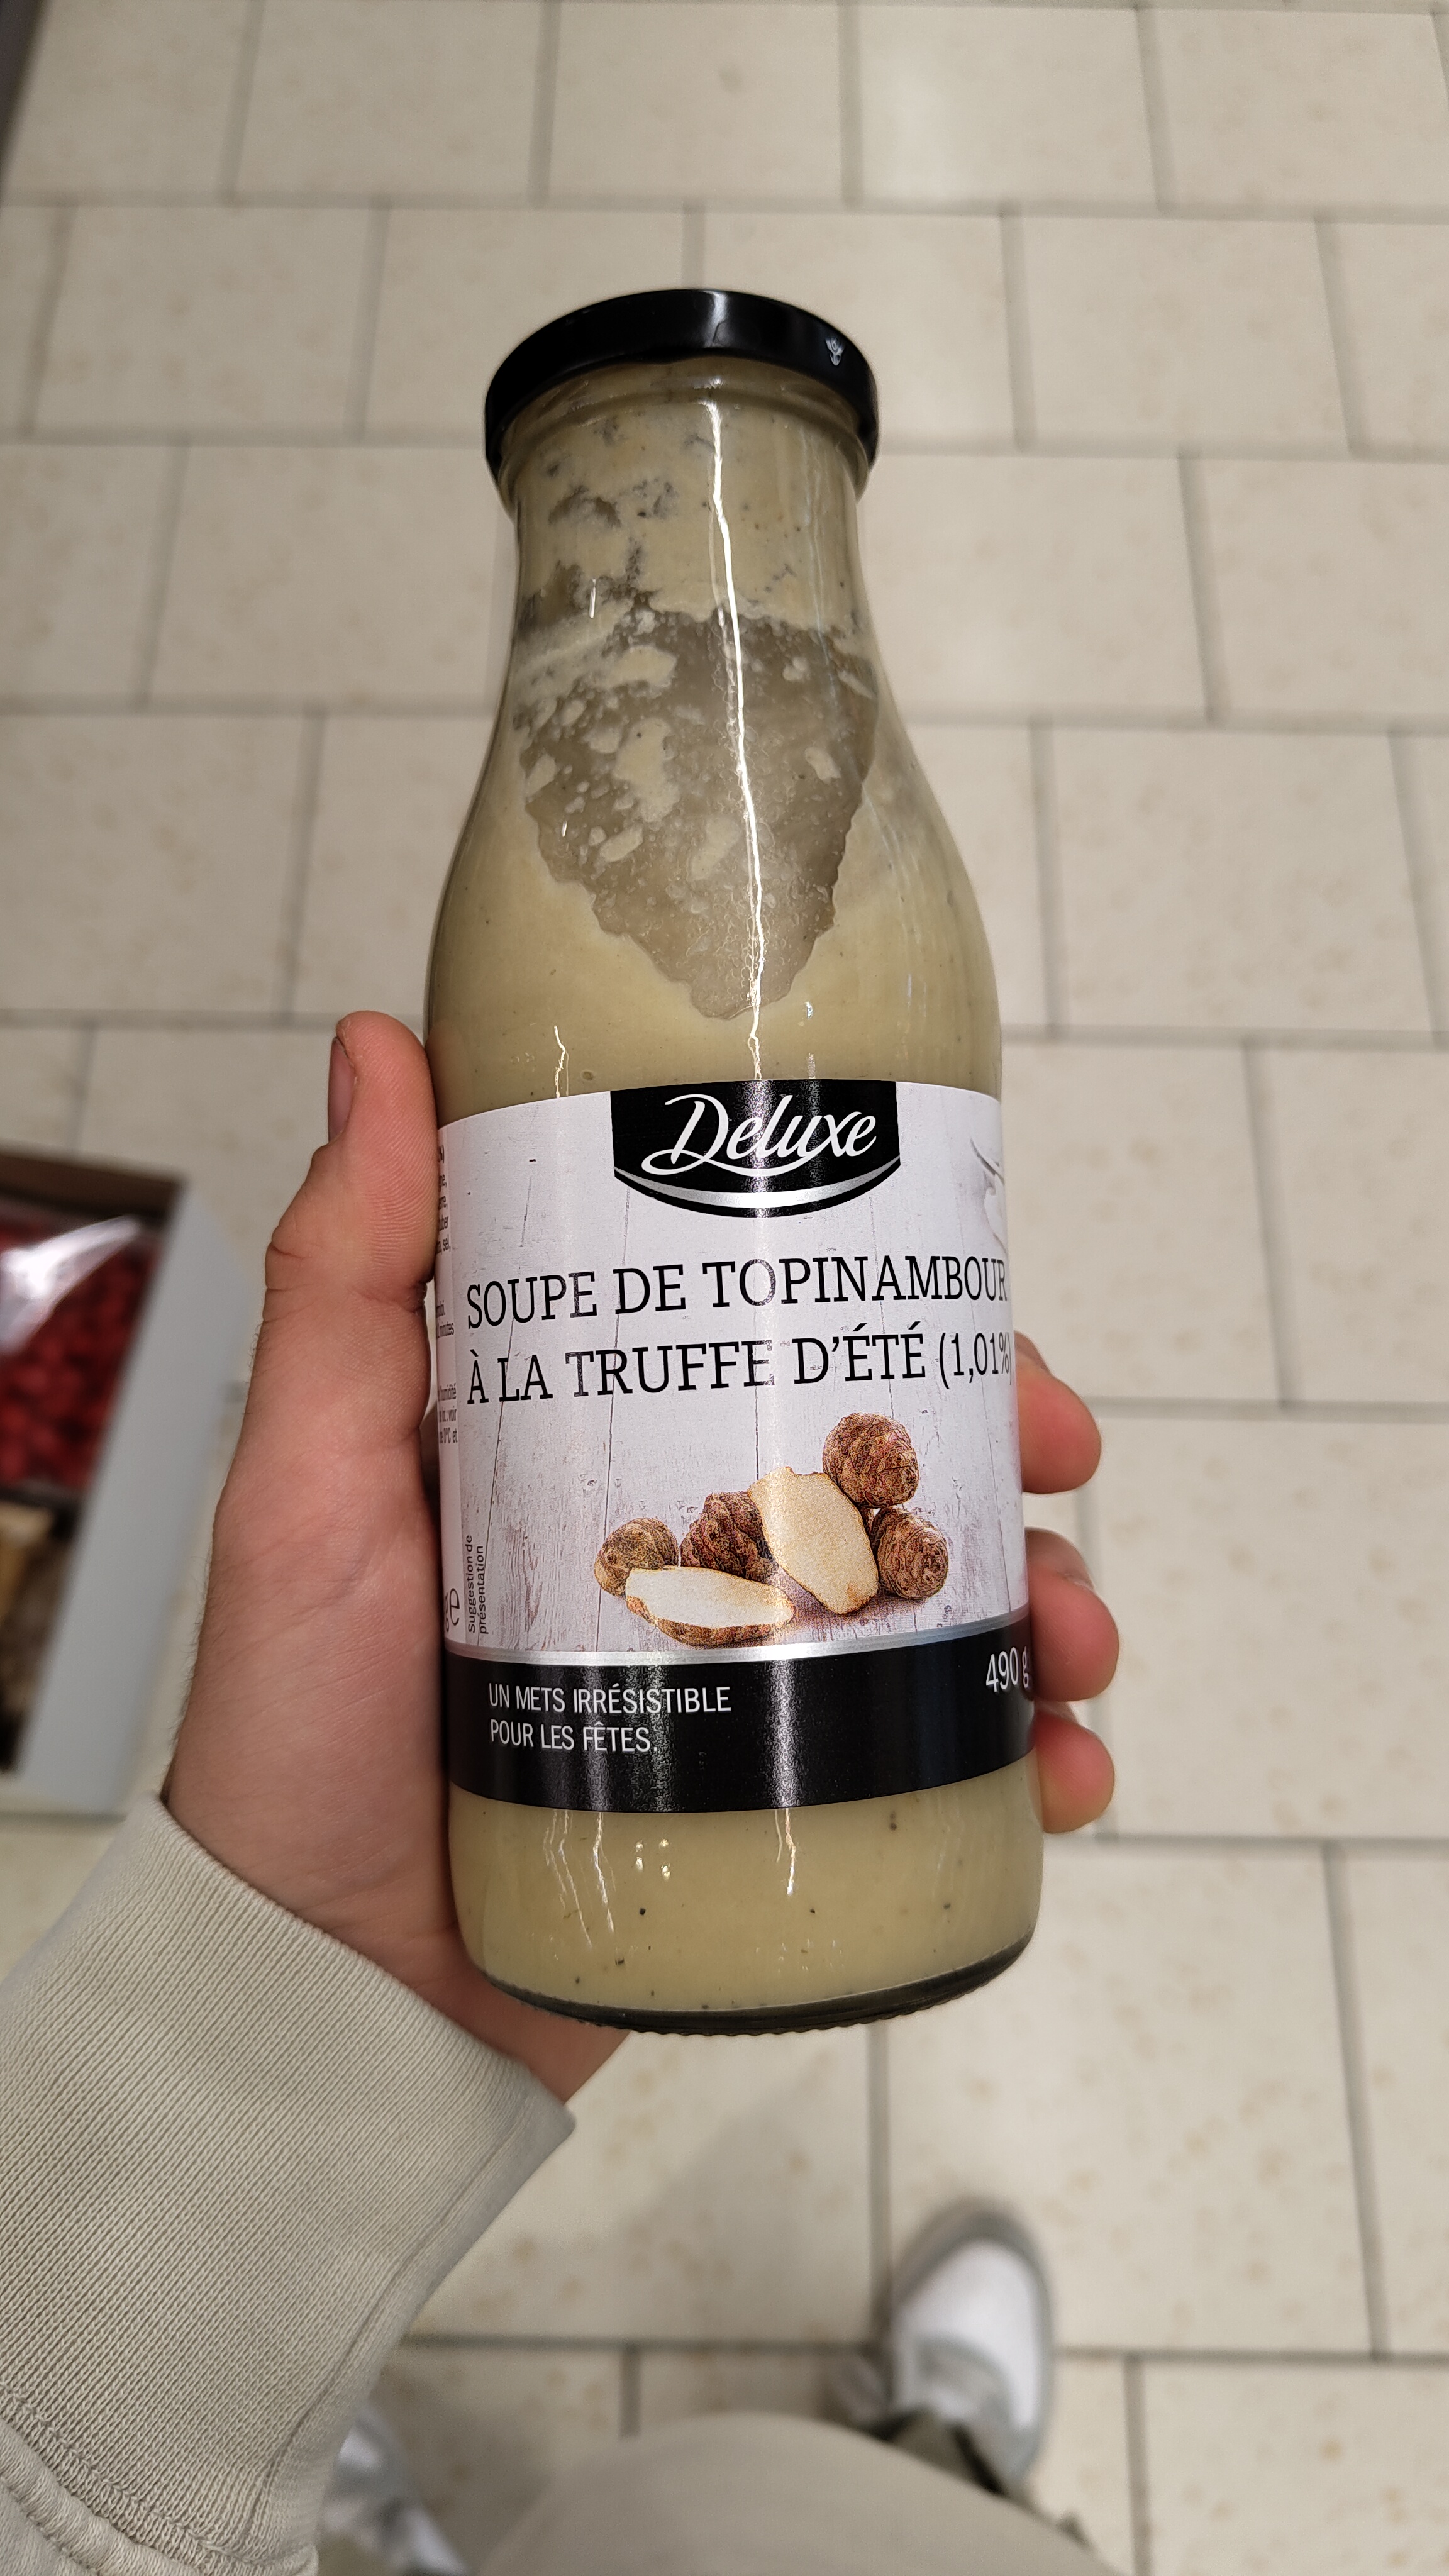 Deluxe
SOUPE DE TOPINAMBOUR
À LA TRUFFE D'ÉTÉ (1,01%)
Suggestion de
présentation
490 g
UN METS IRRÉSISTIBLE
POUR LES FÊTES.